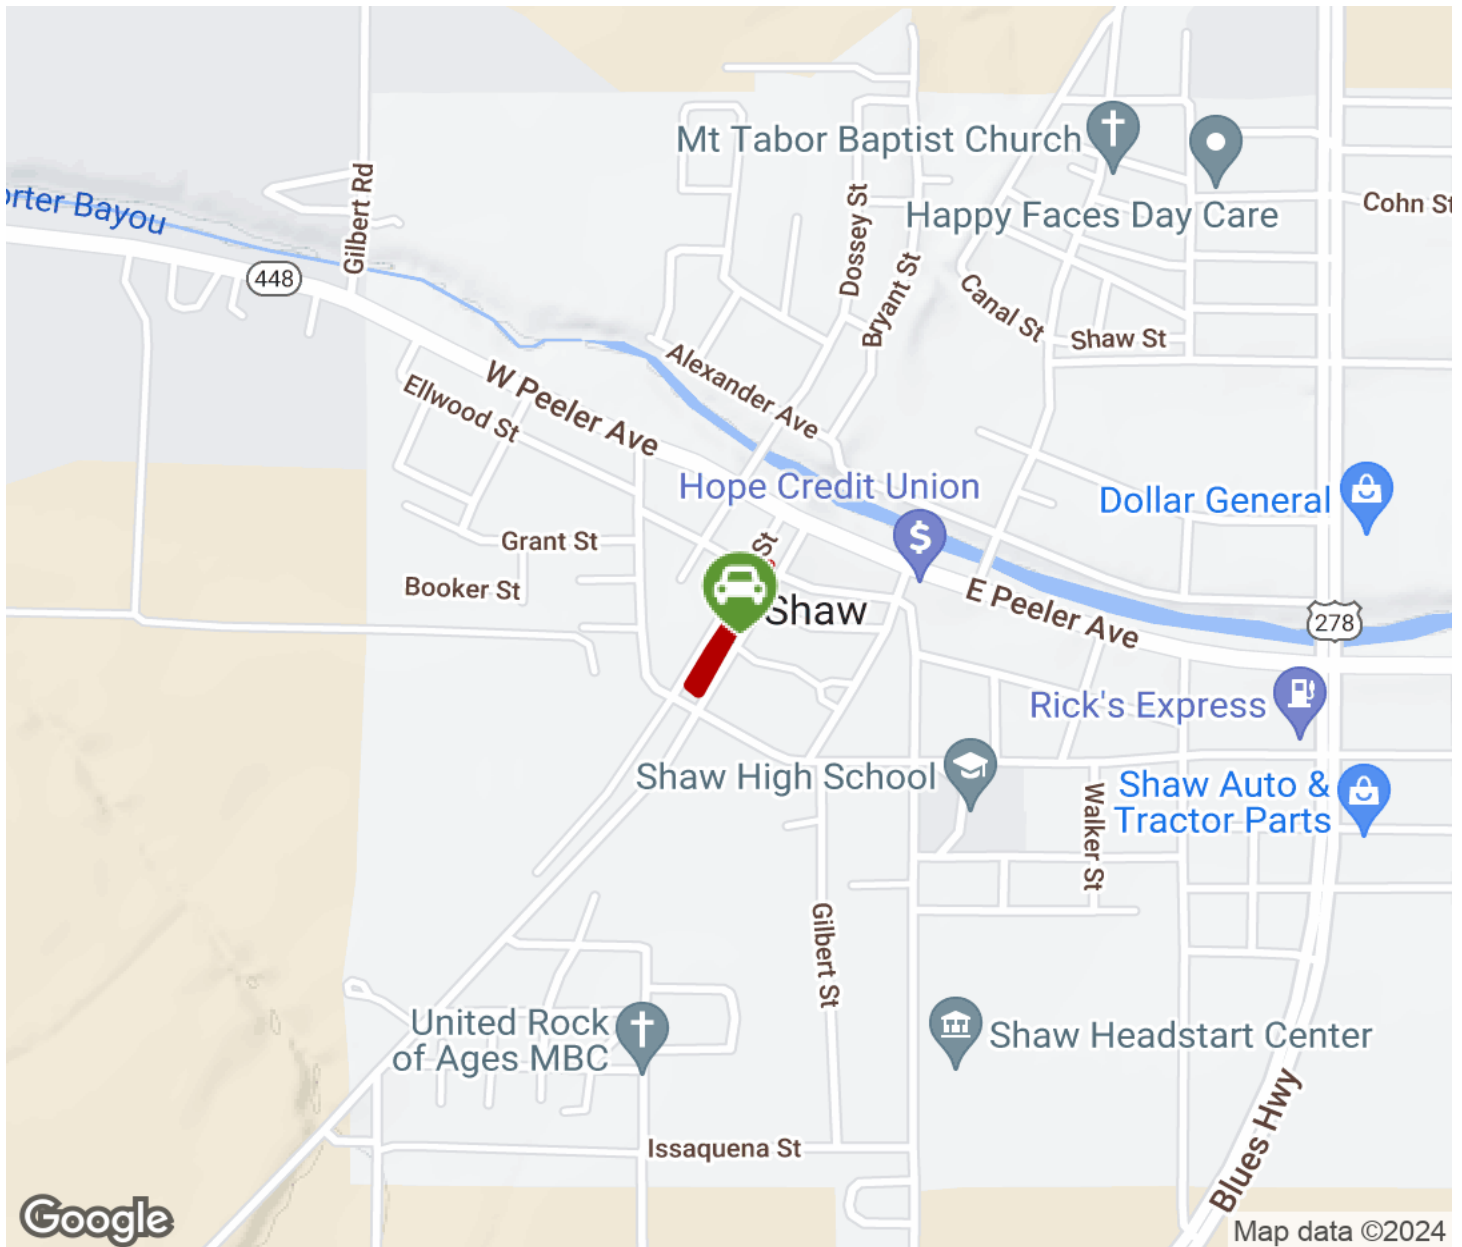 Mt Tabor Baptist Church
orter Bayou
Gilbert Rd
Dossey St
Happy Faces Day Care
Cohn St
448
Bryant St
Canal St
Shaw St
Alexander Ave
W Peeler Ave
Ellwood St
Hope Credit Union
Dollar General
Grant St
St
Booker St
Shaw
E Peeler Ave
278
Rick's Express
Shaw High School
Shaw Auto &
Tractor Parts
Walker St
Gilbert St
United Rock
of Ages MBC
Shaw Headstart Center
Issaquena St
Blues Hwy
Google
Map data ©2024